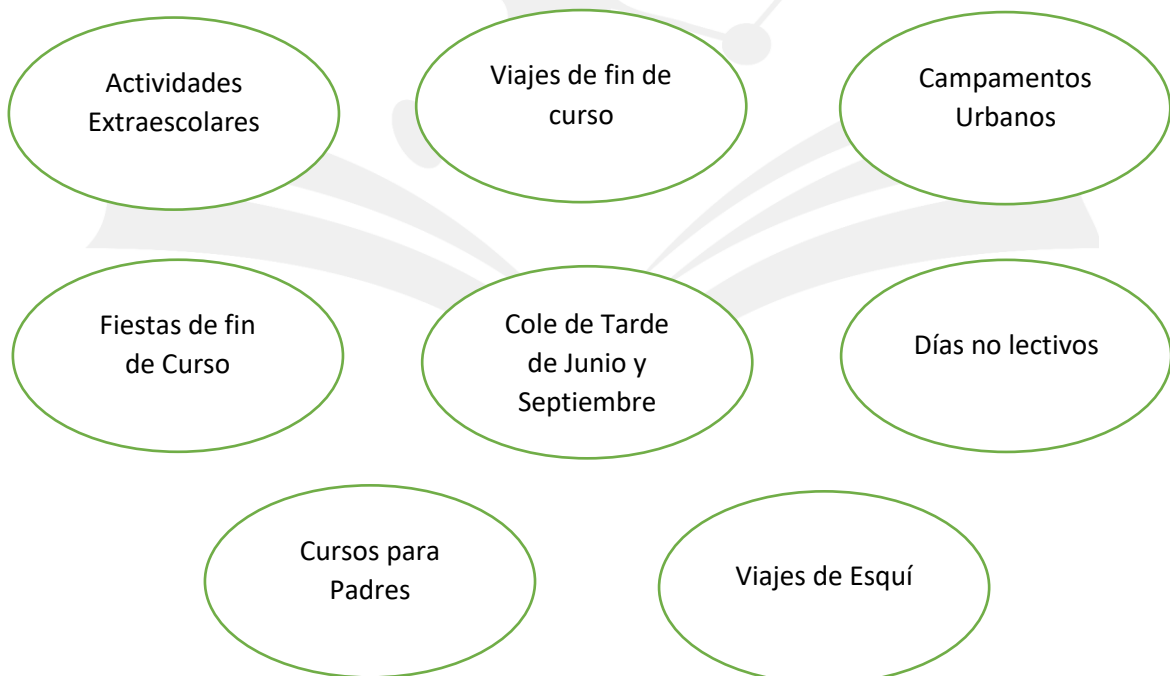 Actividades
Extraescolares
Viajes de fin de
curso
Campamentos
Urbanos
Fiestas de fin
de Curso
Cole de Tarde
de Junio y
Septiembre
Días no lectivos
Cursos para
Padres
Viajes de Esquí